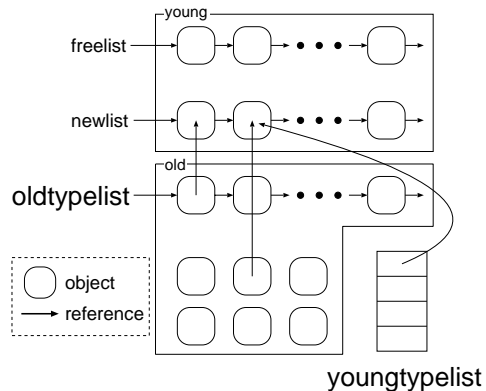 young
freelist
newlist
old
oldtypelist
object
reference
youngtypelist